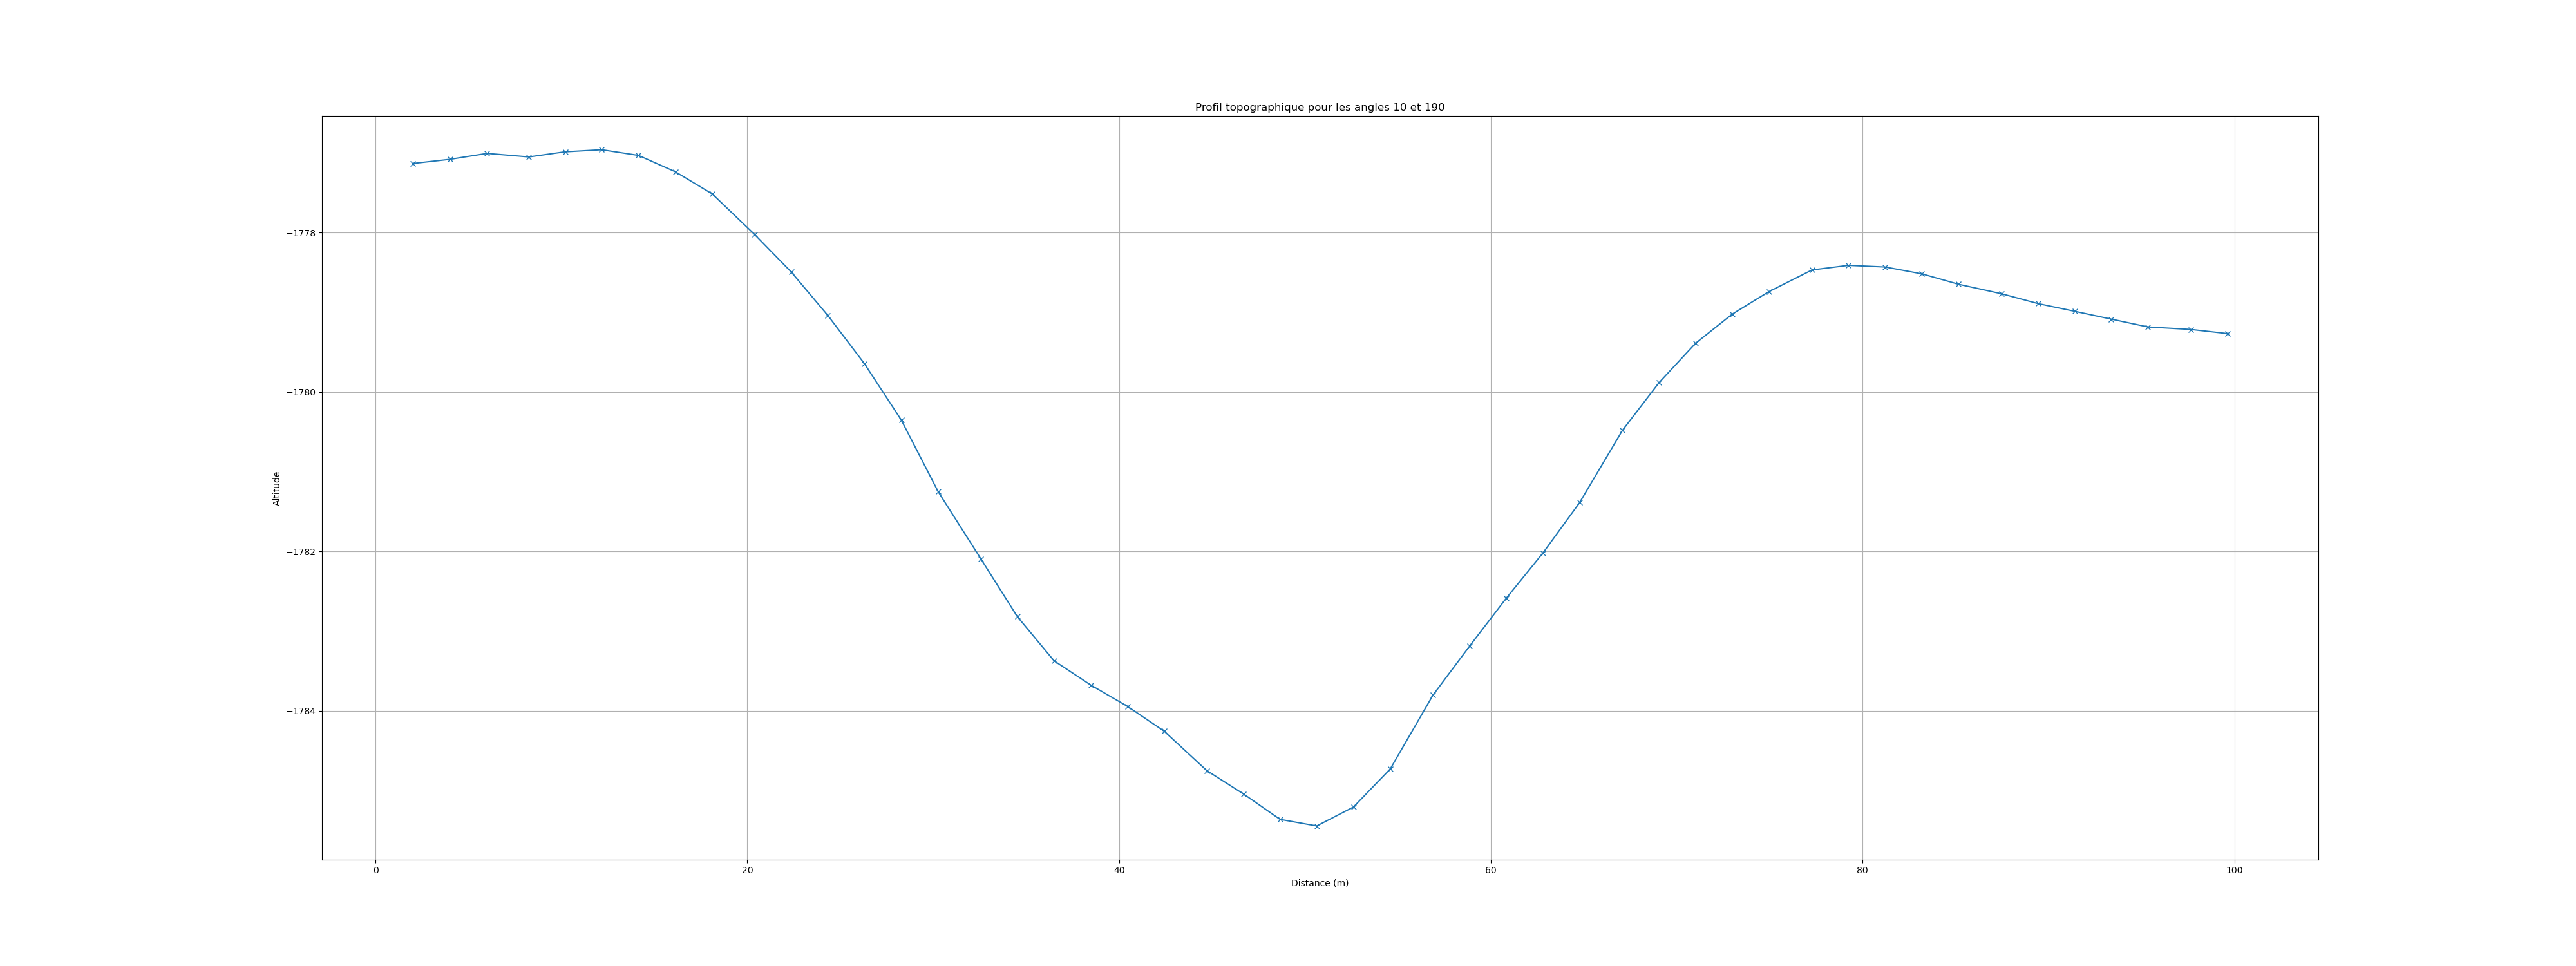 Profil topographique pour les angles 10 et 190
−1778
−1780
−1782
−1784
Altitude
0 20 40 60 80 100
Distance (m)